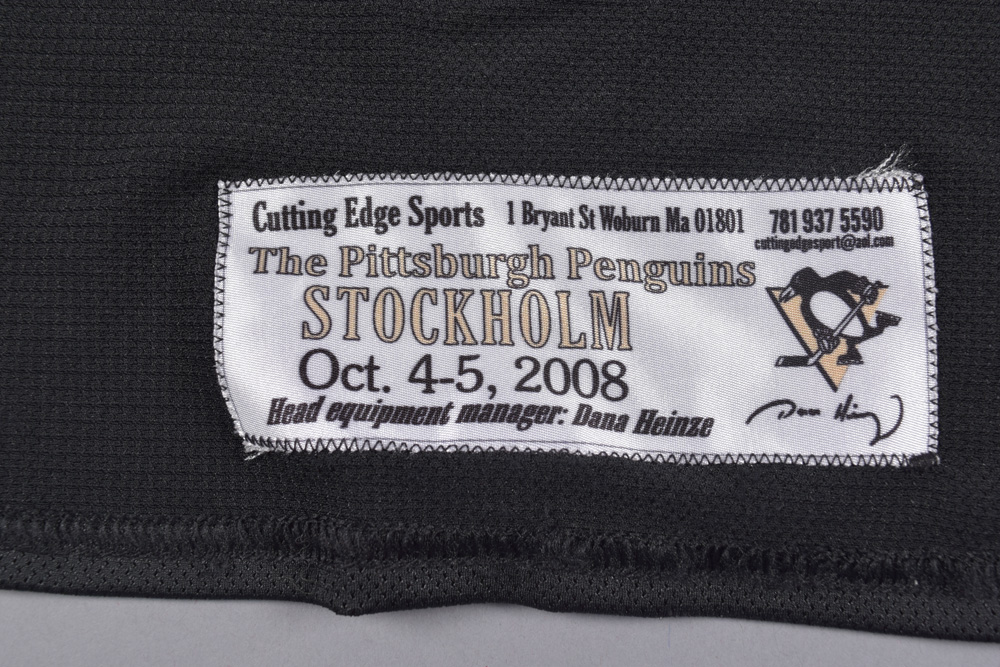 Cutting Edge Sports 1 Bryant St Woburn Ma 01801 781 937 5590
cuttingedgesport@aol.com
The Pittsburgh Penguins
STOCKHOLM
Oct. 4-5, 2008
Head equipment manager: Dana Heinze